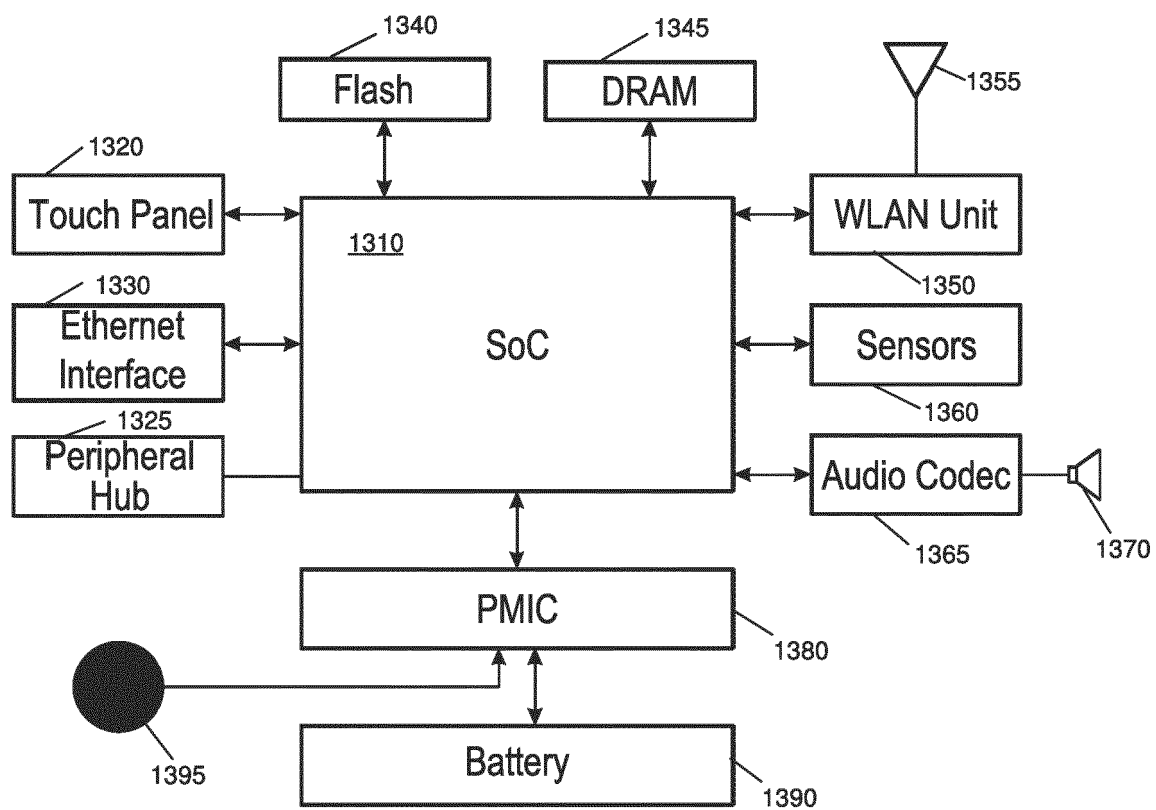 1340
1345
Flash
DRAM
1355
1320
Touch Panel
WLAN Unit
1310
1350
1330
Ethernet
Interface
SoC
Sensors
1360
1325
Peripheral
Hub
Audio Codec
1365
1370
PMIC
1380
1395
Battery
1390